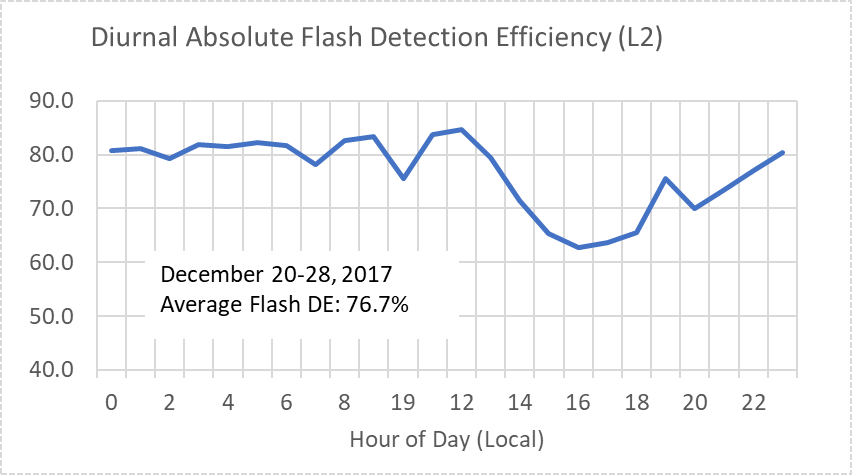 Diurnal Absolute Flash Detection Efficiency (L2)
90.0
80.0
70.0
60.0
50.0
40.0
December 20-28, 2017
Average Flash DE: 76.7%
0 2 4 6 8 19 12 14 16 18 20 22
Hour of Day (Local)